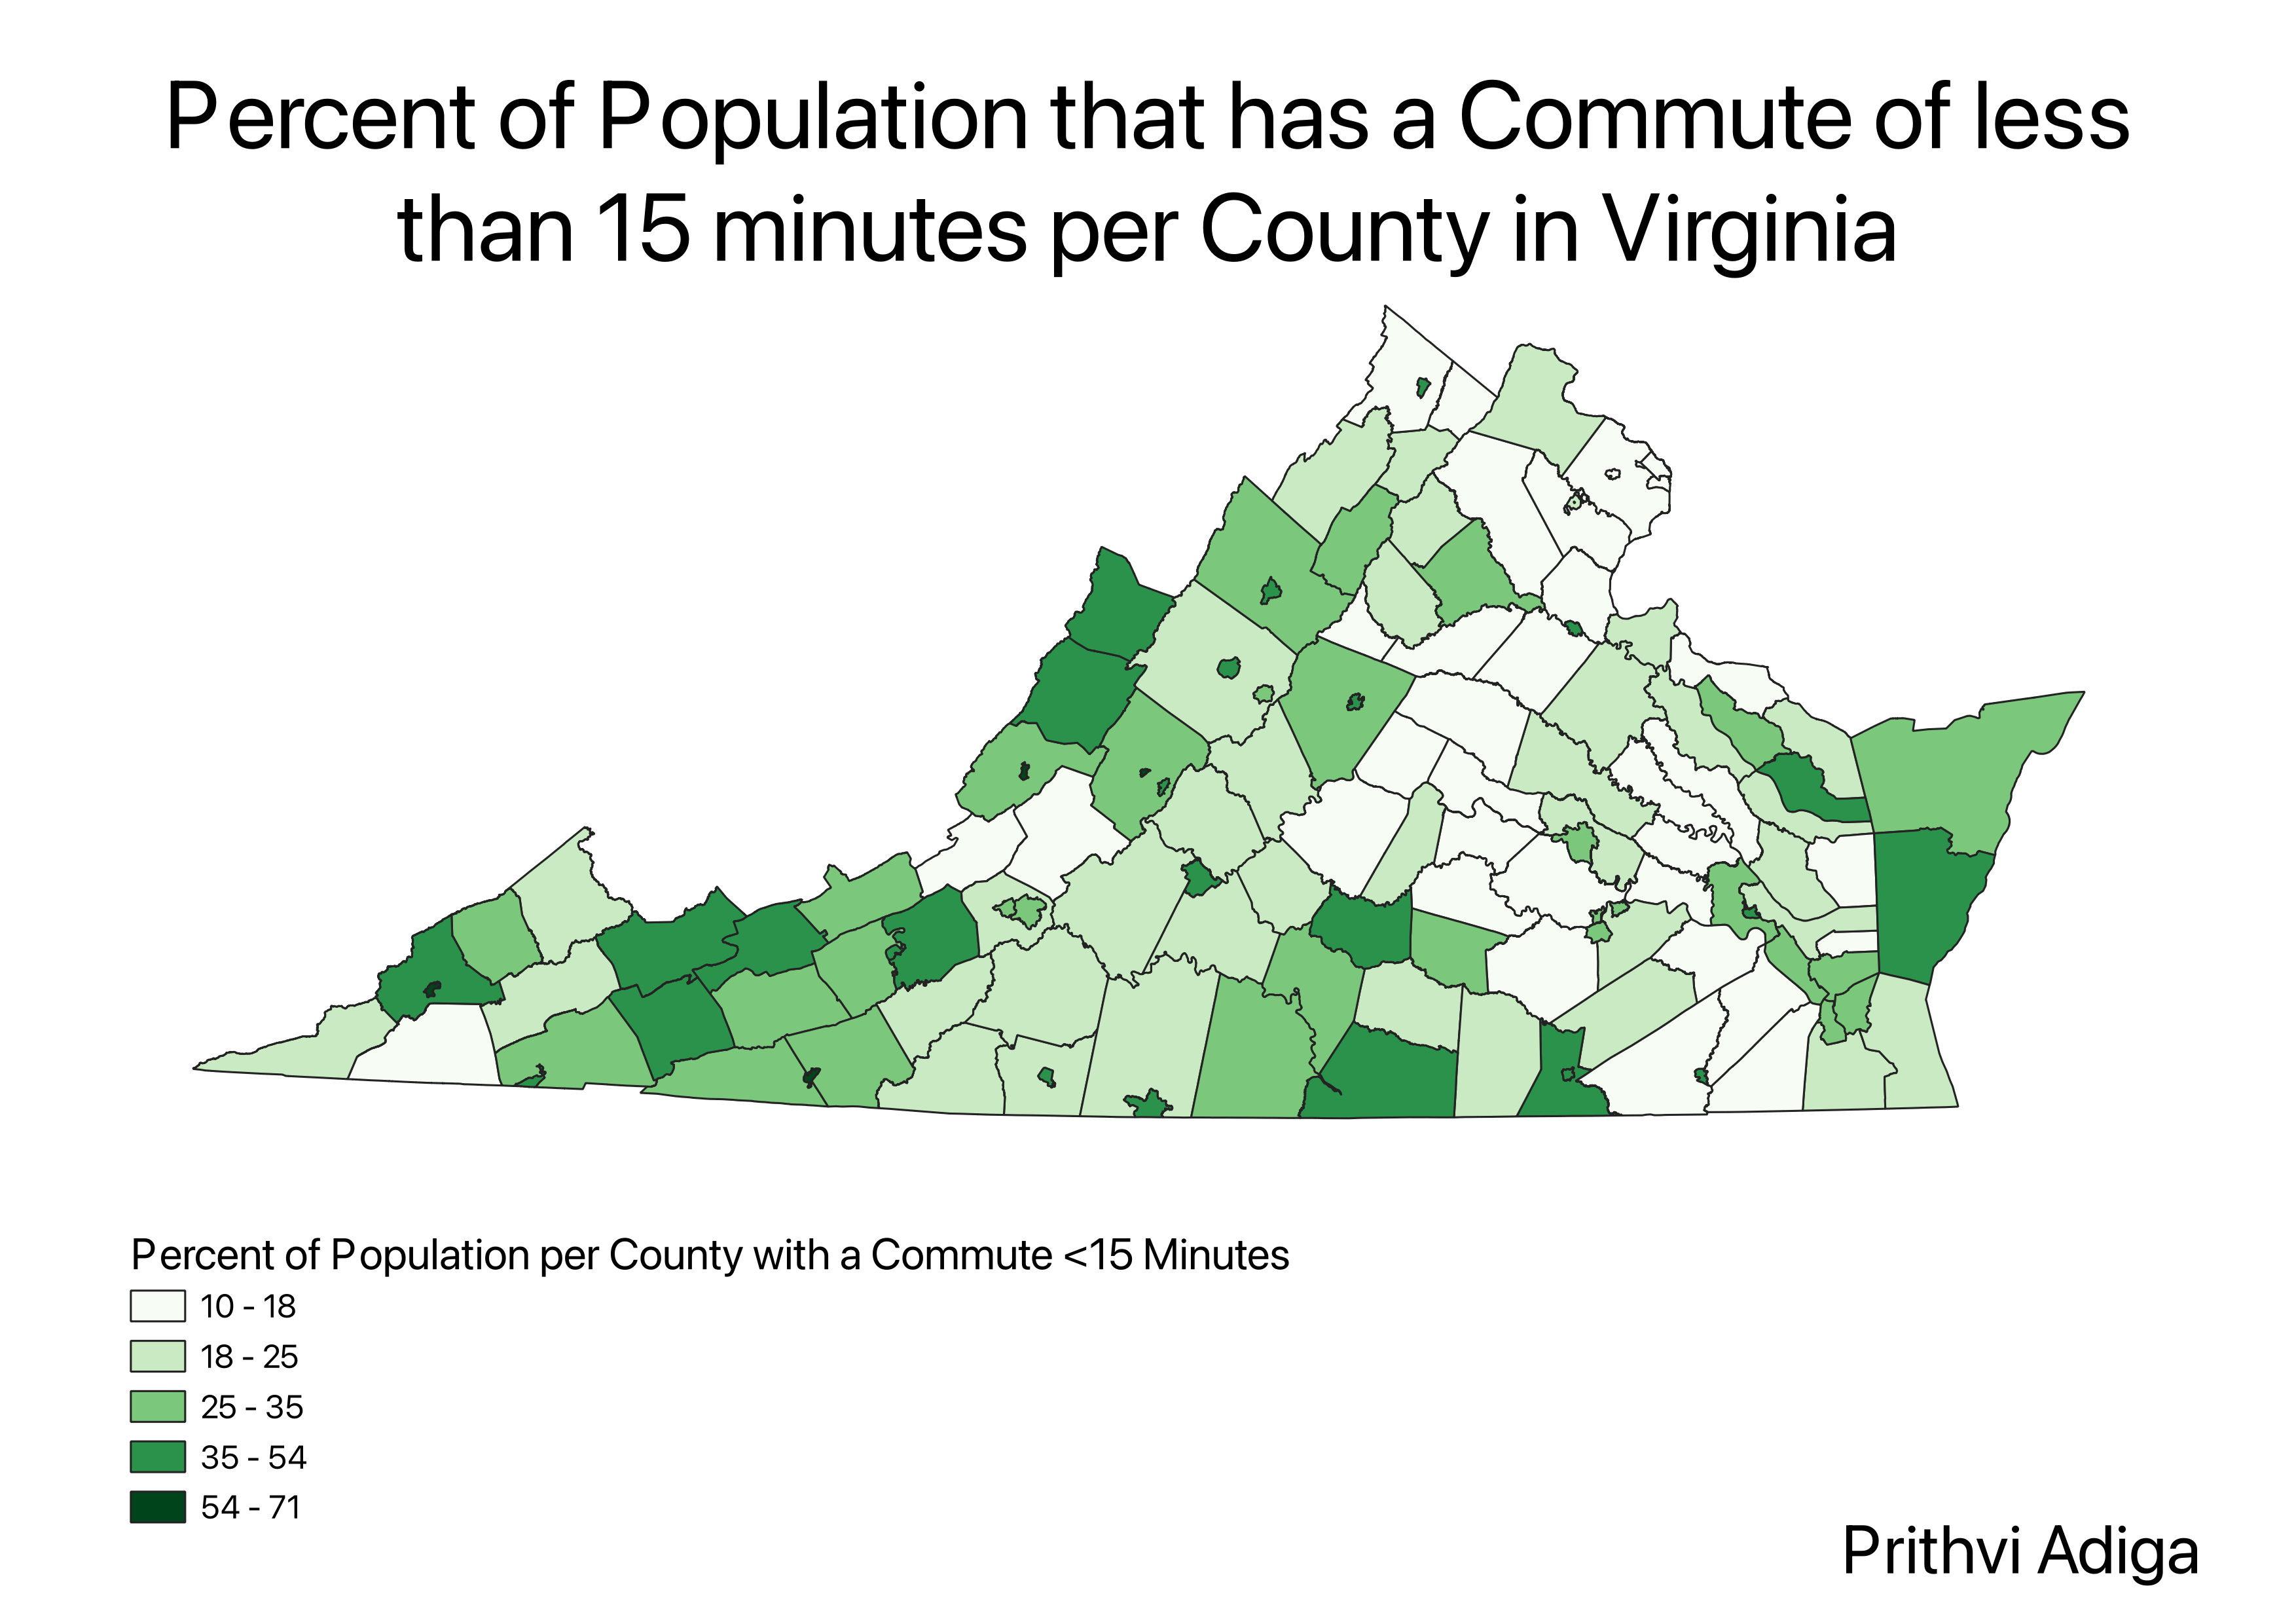 Percent of Population that has a Commute of less
than 15 minutes per County in Virginia
Percent of Population per County with a Commute <15 Minutes
10 - 18
18 - 25
25 - 35
35 - 54
54 - 71
Prithvi Adiga